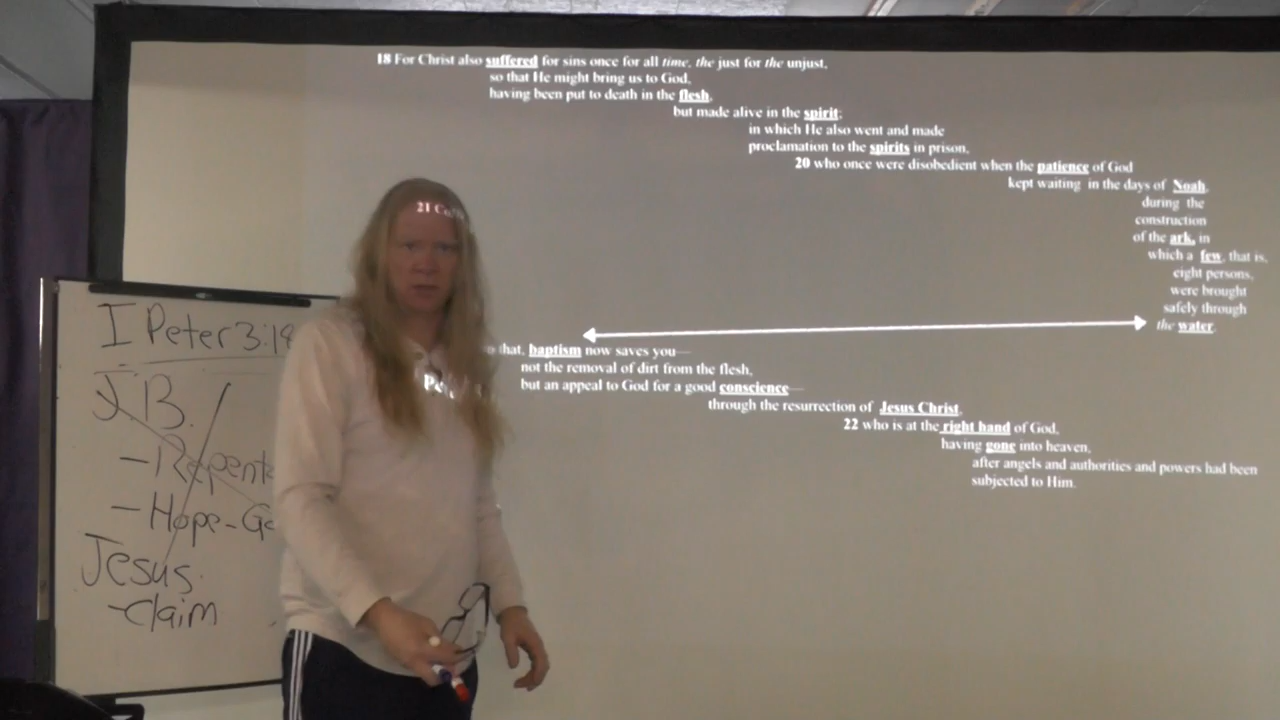 18 For Christ also suffered for sins once for all time, the just for the unjust,
so that He might bring us to God,
having been put to death in the flesh,
but made alive in the spirit;
in which He also went and made
proclamation to the spirits in prison,
20 who once were disobedient when the patience of God
kept waiting in the days of Noah,
during the
construction
of the ark, in
which a few, that is,
eight persons,
were brought
safely through
the water.
21
that, baptism now saves you—
not the removal of dirt from the flesh,
but an appeal to God for a good conscience—
through the resurrection of Jesus Christ,
22 who is at the right hand of God,
having gone into heaven,
after angels and authorities and powers had been
subjected to Him.
I Peter 3:18
J B.
- Repent
- Hope - G
Jesus
- Claim